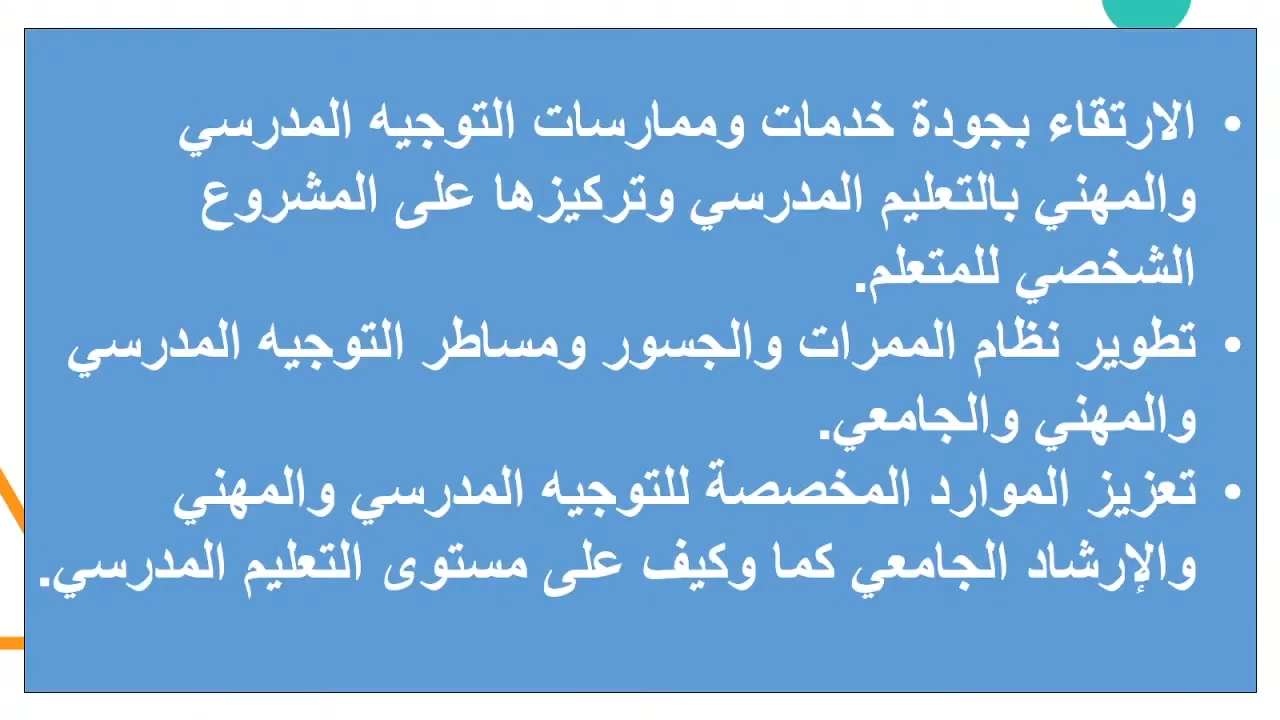 • الارتقاء بجودة خدمات وممارسات التوجيه المدرسي
والمهني بالتعليم المدرسي وتركيزها على المشروع
الشخصي للمتعلم.
• تطوير نظام الممرات والجسور ومساطر التوجيه المدرسي
والمهني والجامعي.
• تعزيز الموارد المخصصة للتوجيه المدرسي والمهني
والإرشاد الجامعي كما وكيف على مستوى التعليم المدرسي.